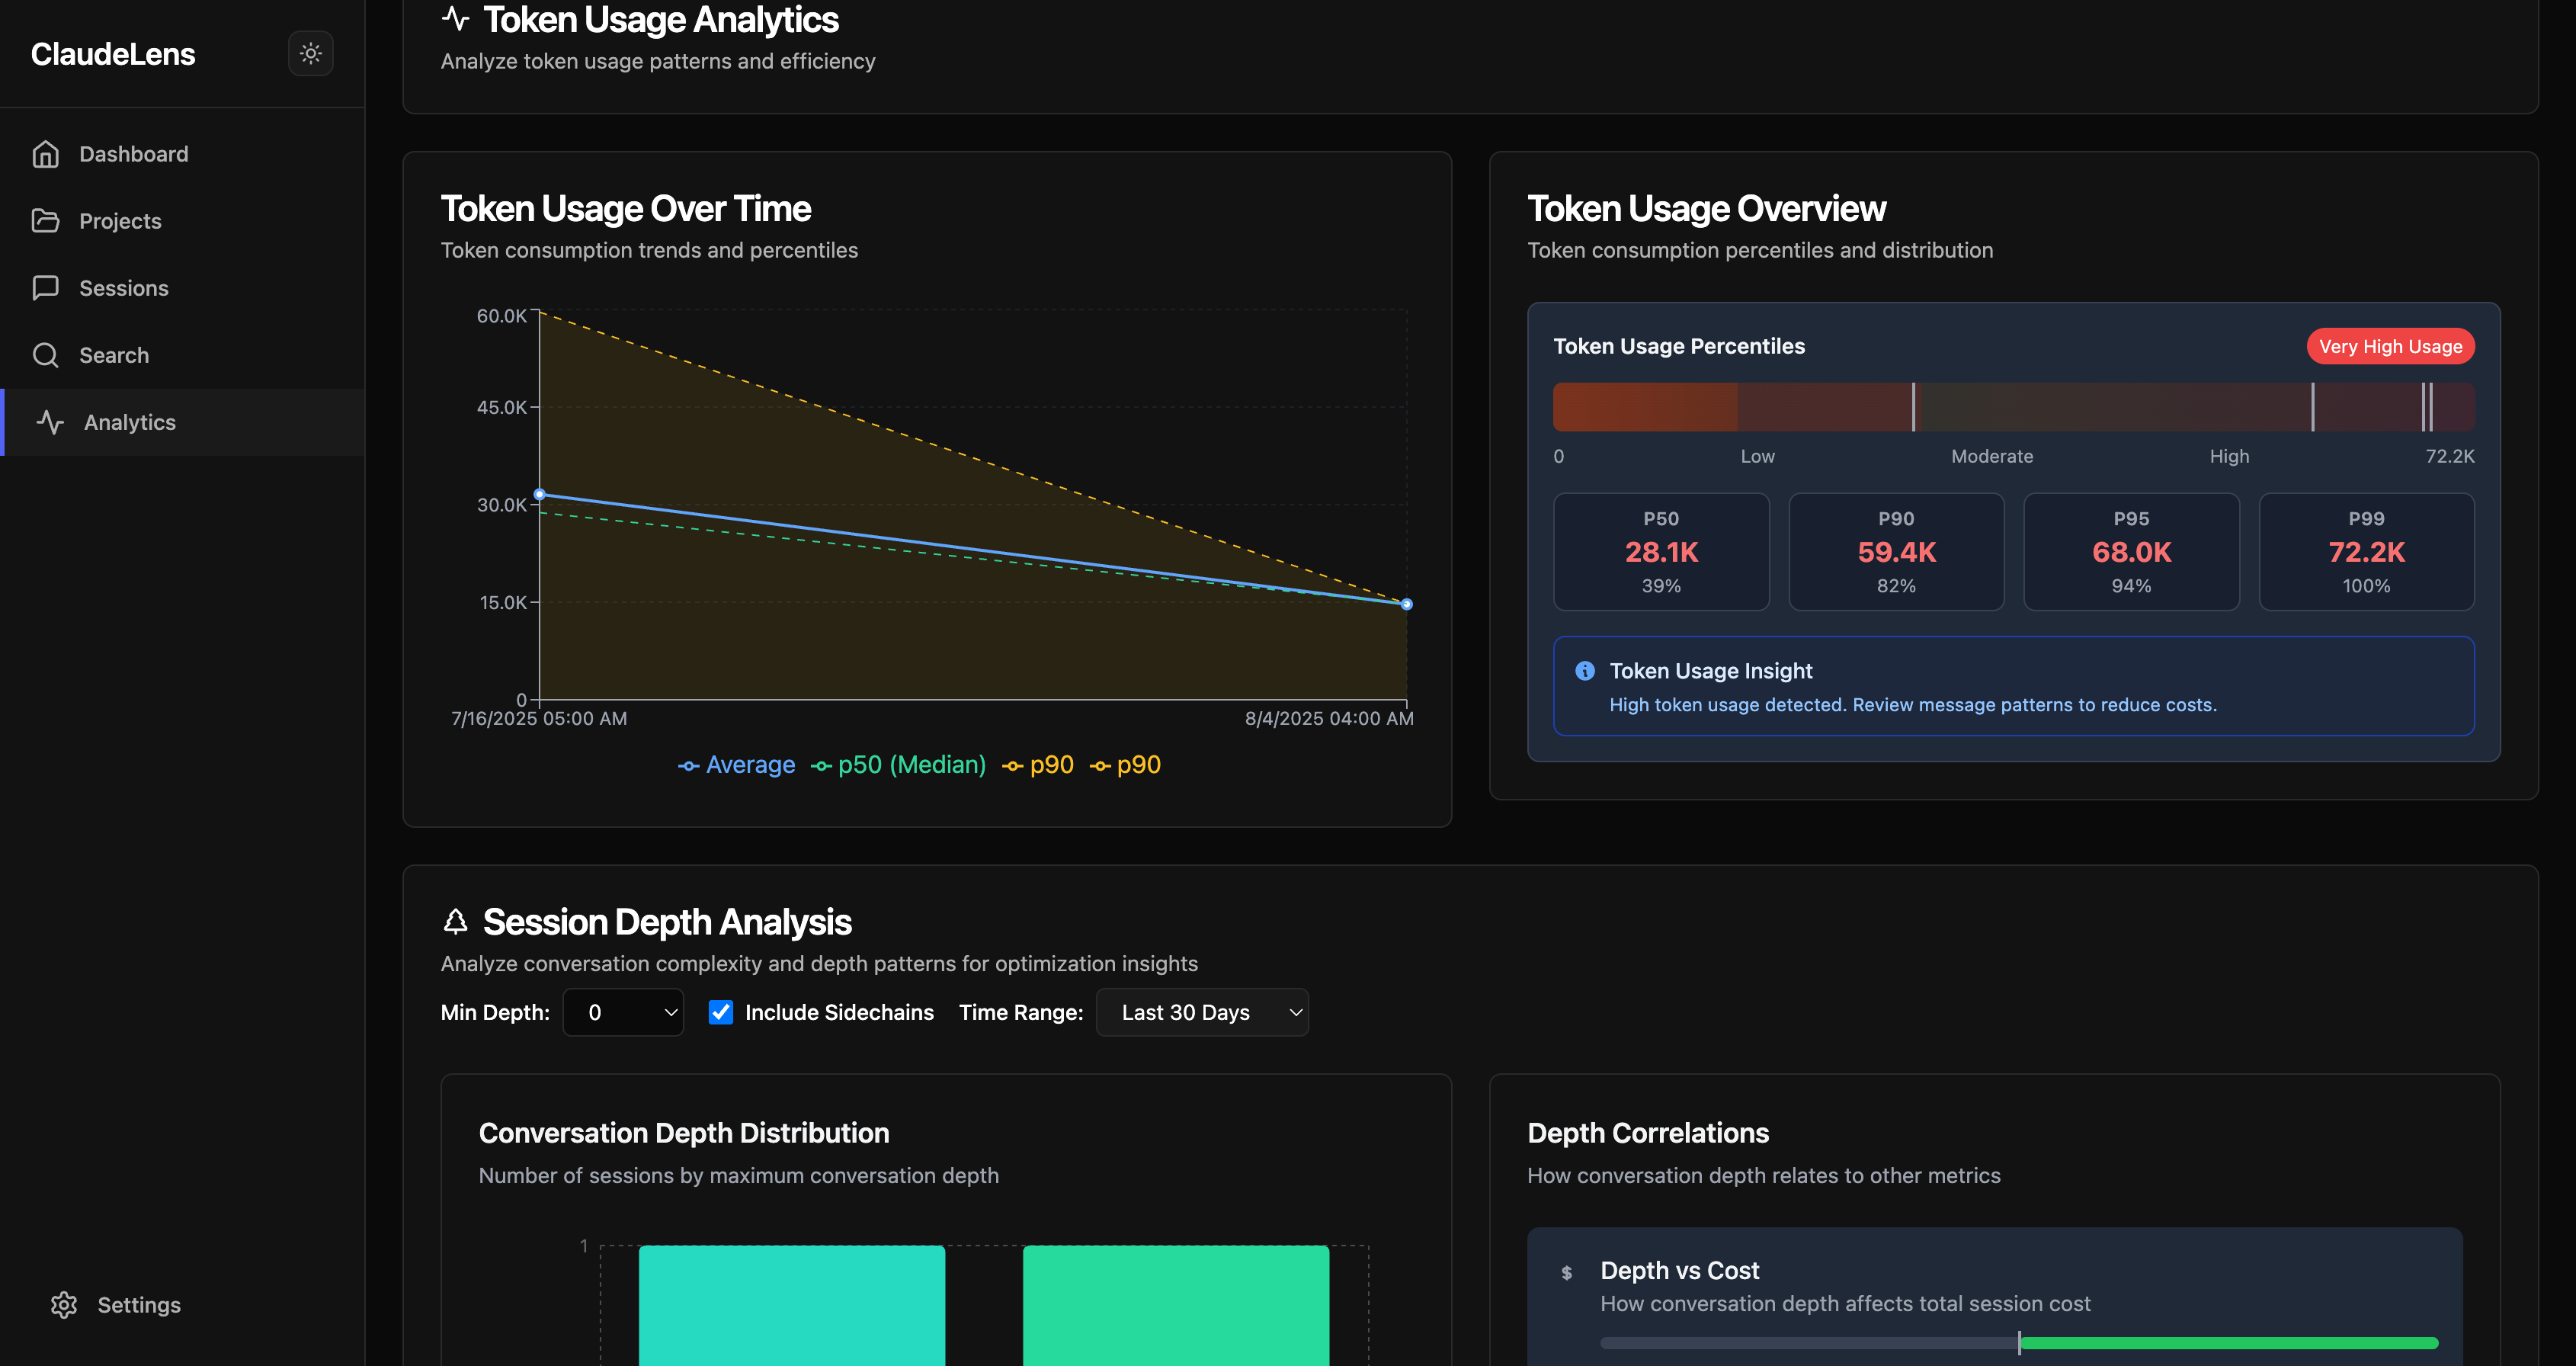 ClaudeLens
Dashboard
Projects
Sessions
Search
Analytics
Settings
Token Usage Analytics
Analyze token usage patterns and efficiency
Token Usage Over Time
Token consumption trends and percentiles
60.0K
45.0K
30.0K
15.0K
0
7/16/2025 05:00 AM
8/4/2025 04:00 AM
Average p50 (Median) p90 p90
Token Usage Overview
Token consumption percentiles and distribution
Token Usage Percentiles
Very High Usage
0 Low Moderate High 72.2K
P50
28.1K
39%
P90
59.4K
82%
P95
68.0K
94%
P99
72.2K
100%
Token Usage Insight
High token usage detected. Review message patterns to reduce costs.
Session Depth Analysis
Analyze conversation complexity and depth patterns for optimization insights
Min Depth: 0 Include Sidechains Time Range: Last 30 Days
Conversation Depth Distribution
Number of sessions by maximum conversation depth
1
Depth Correlations
How conversation depth relates to other metrics
$ Depth vs Cost
How conversation depth affects total session cost